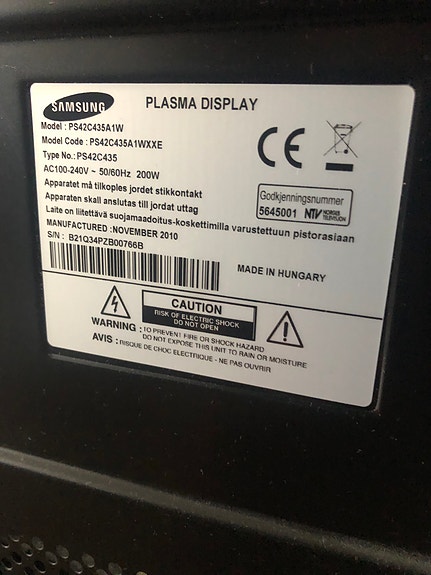 SAMSUNG
PLASMA DISPLAY
Model : PS42C435A1W
Model Code : PS42C435A1WXXE
Type No.: PS42C435
AC100-240V ~ 50/60Hz 200W
Apparatet må tilkoples jordet stikkontakt
Apparaten skall anslutas till jordat uttag
Laite on liitettävä suojamaadoitus-koskettimilla varustettuun pistorasiaan
Godkjenningsnummer
5645001 NTV NORGES TELEVISION
MANUFACTURED :NOVEMBER 2010
S/N : B21Q34PZB00766B
MADE IN HUNGARY
CAUTION
RISK OF ELECTRIC SHOCK
DO NOT OPEN
WARNING : TO PREVENT FIRE OR SHOCK HAZARD
DO NOT EXPOSE THIS UNIT TO RAIN OR MOISTURE
AVIS : RISQUE DE CHOC ELECTRIQUE - NE PAS OUVRIR